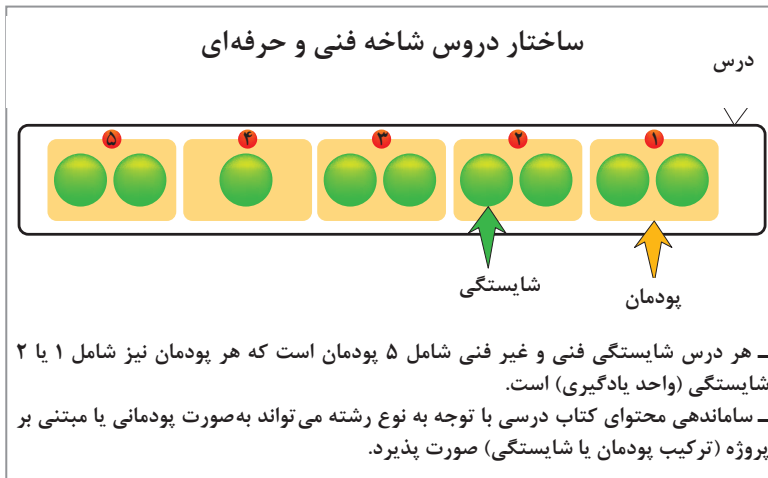 ساختار دروس شاخه فنی و حرفه‌ای
درس
۱ ۲ ۳ ۴ ۵
شایستگی
پودمان
ـ هر درس شایستگی فنی و غیر فنی شامل ۵ پودمان است که هر پودمان نیز شامل ۱ یا ۲
شایستگی (واحد یادگیری) است.
ـ ساماندهی محتوای کتاب درسی با توجه به نوع رشته می‌تواند به‌صورت پودمانی یا مبتنی بر
پروژه (ترکیب پودمان یا شایستگی) صورت پذیرد.